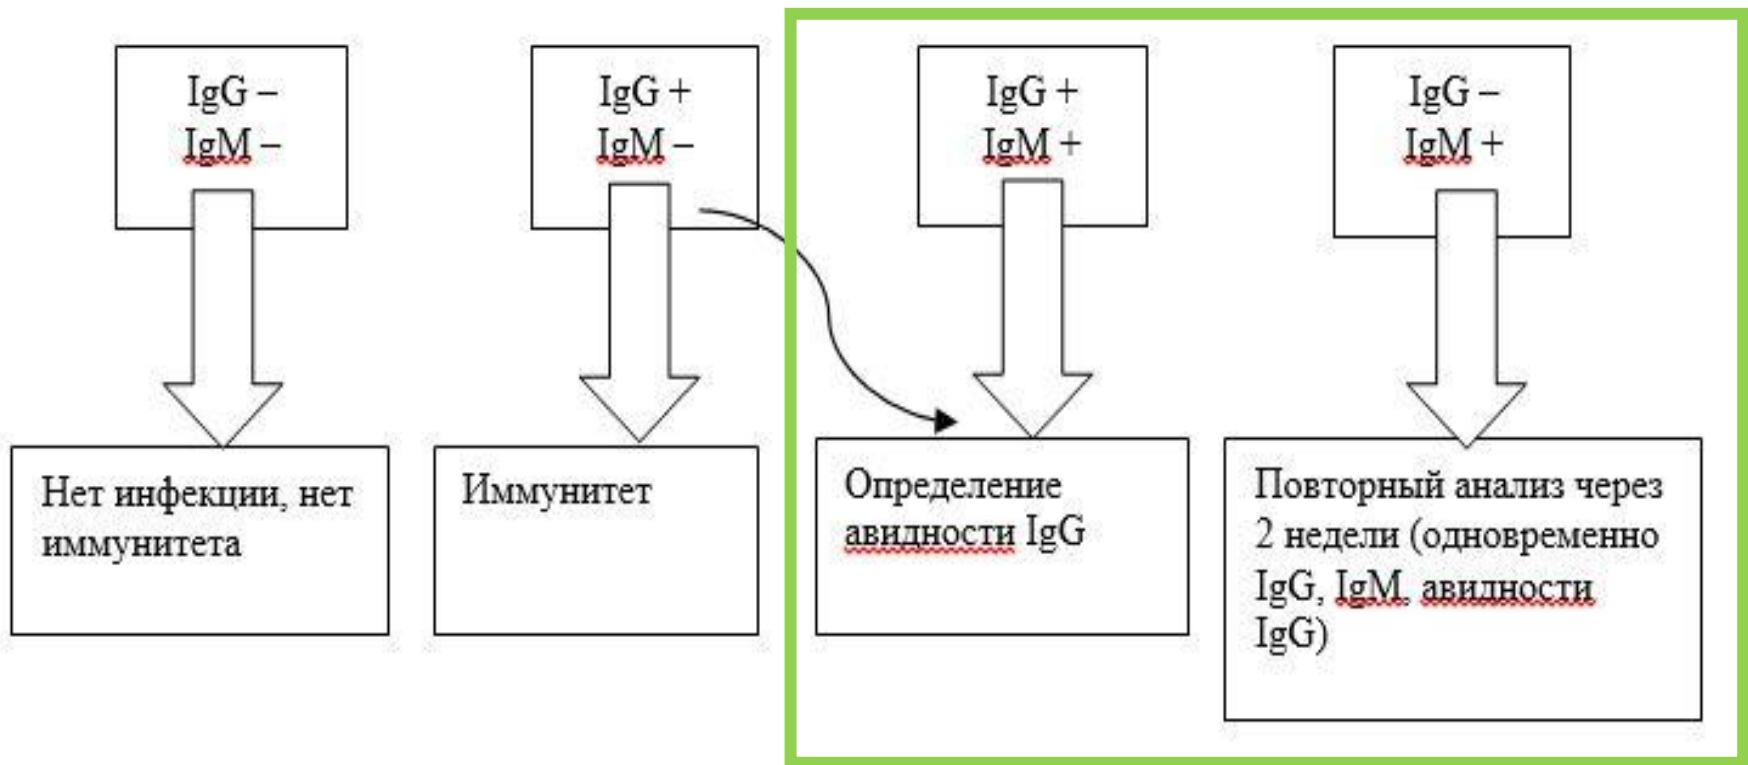 IgG –
IgM –
IgG +
IgM –
IgG +
IgM +
IgG –
IgM +
Нет инфекции, нет
иммунитета
Иммунитет
Определение
авидности IgG
Повторный анализ через
2 недели (одновременно
IgG, IgM, авидности
IgG)